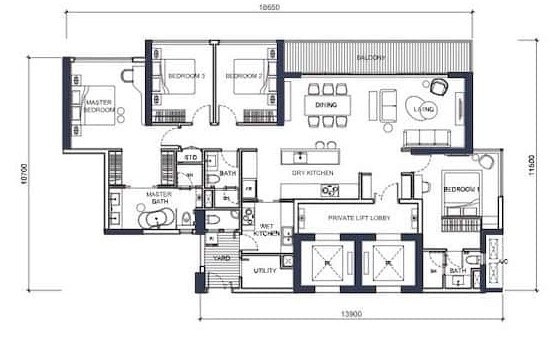 18650
BALCONY
BEDROOM 3
BEDROOM 2
MASTER
BEDROOM
DINING
LIVING
10700
11800
STD
BATH
DRY KITCHEN
BEDROOM 1
MASTER
BATH
PRIVATE LIFT LOBBY
WET
KITCHEN
YARD
UTILITY
BATH
13900